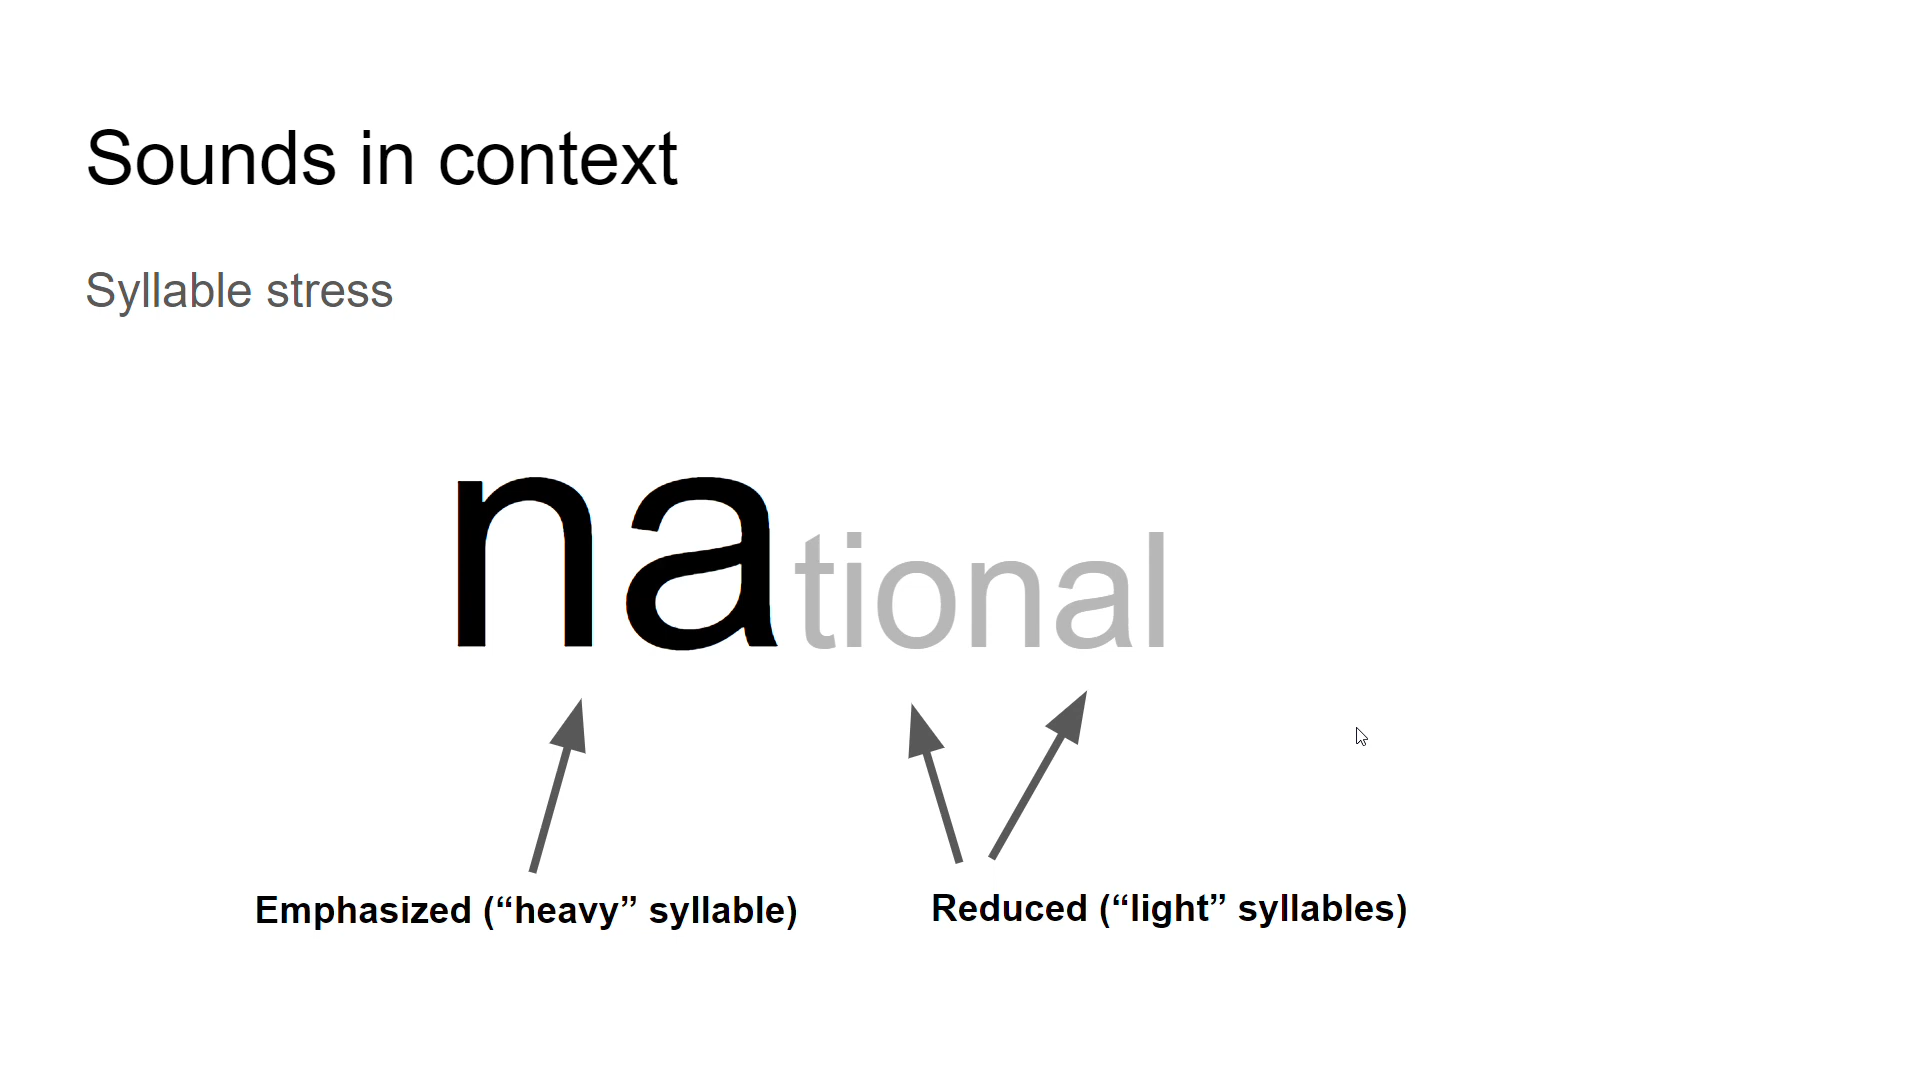 Sounds in context
Syllable stress
national
Emphasized (“heavy” syllable)
Reduced (“light” syllables)